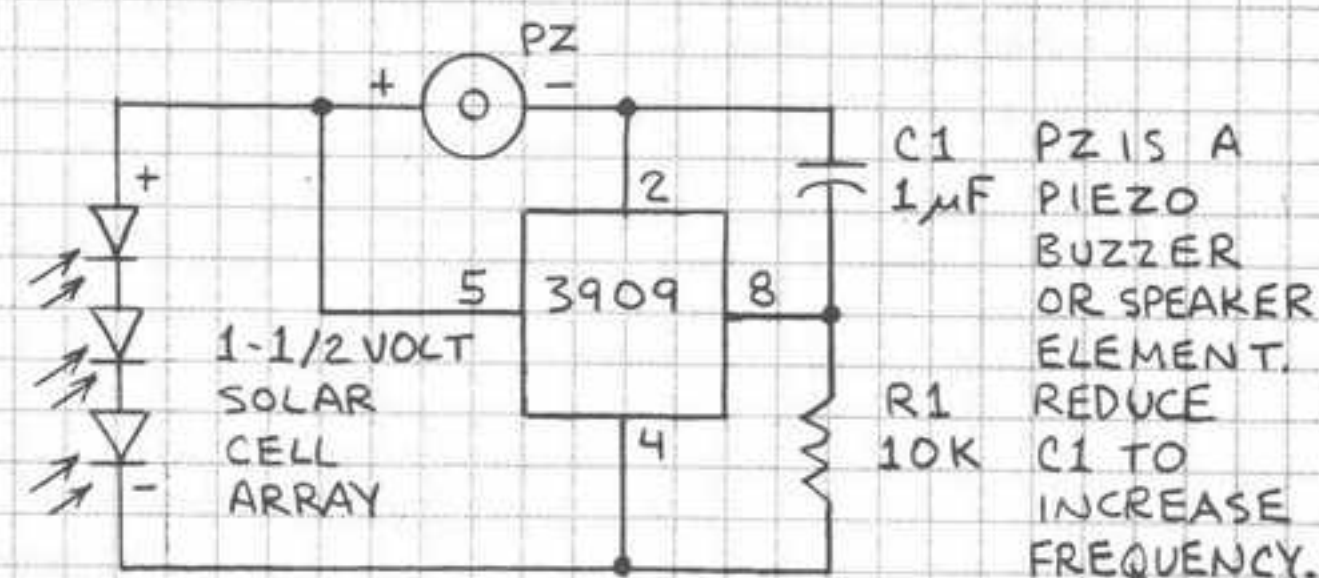 PZ
+
-
+
2
5
3909
8
4
-
1-1/2 VOLT
SOLAR
CELL
ARRAY
C1
1µF
R1
10K
PZ IS A
PIEZO
BUZZER
OR SPEAKER
ELEMENT.
REDUCE
C1 TO
INCREASE
FREQUENCY.